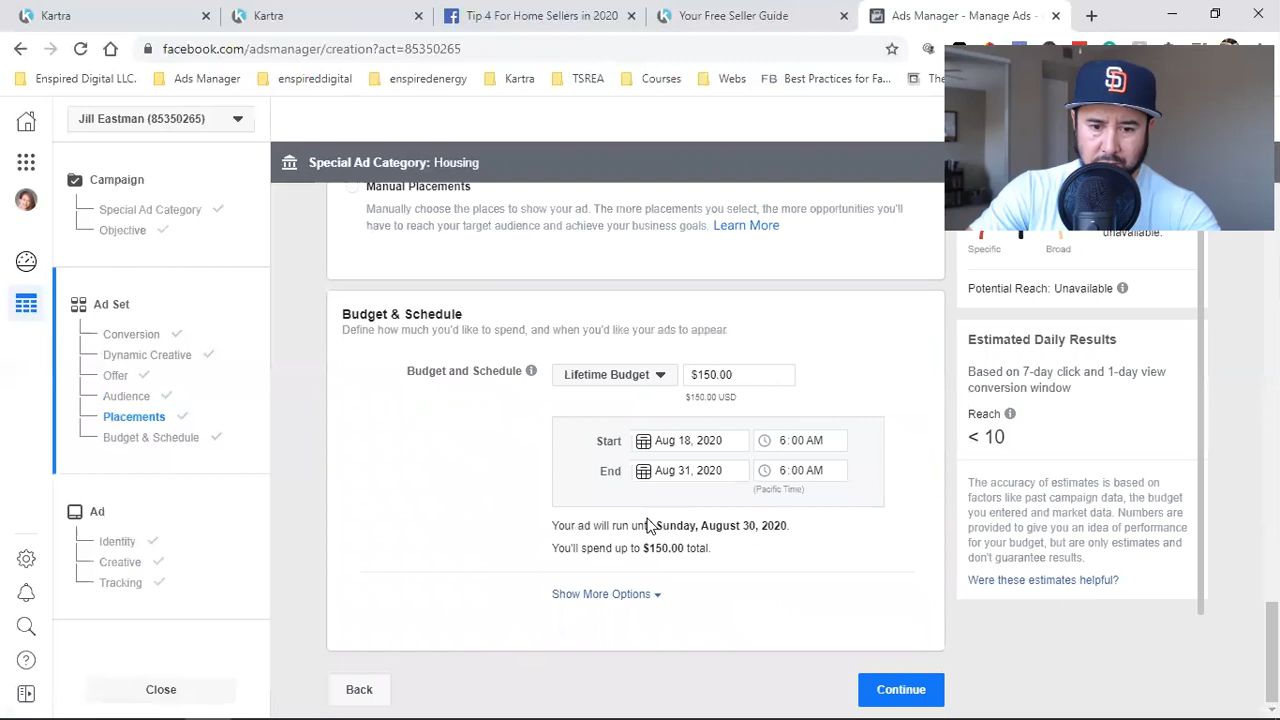 Kartra
Kartra
Tip 4 For Home Sellers in 2020
Your Free Seller Guide
Ads Manager - Manage Ads -
facebook.com/adsmanager/creation?act=85350265
Enspired Digital LLC.
Ads Manager
enspreddigital
enspiredenergy
Kartra
TSREA
Courses
Webs
FB Best Practices for Fa...
Jill Eastman (85350265)
Special Ad Category: Housing
SD
Campaign
Special Ad Category
Objective
Ad Set
Conversion
Dynamic Creative
Offer
Audience
Placements
Budget & Schedule
Ad
Identity
Creative
Tracking
Close
Manual Placements
Manually choose the places to show your ad. The more placements you select, the more opportunities you'll
have to reach your target audience and achieve your business goals. Learn More
Budget & Schedule
Define how much you'd like to spend, and when you'd like your ads to appear.
Budget and Schedule
Lifetime Budget
$150.00
$150.00 USD
Start
Aug 18, 2020
6:00 AM
End
Aug 31, 2020
6:00 AM
(Pacific Time)
Your ad will run until Sunday, August 30, 2020.
You'll spend up to $150.00 total.
Show More Options
Back
Continue
unavailable.
Specific
Broad
Potential Reach: Unavailable
Estimated Daily Results
Based on 7-day click and 1-day view
conversion window
Reach
< 10
The accuracy of estimates is based on
factors like past campaign data, the budget
you entered and market data. Numbers are
provided to give you an idea of performance
for your budget, but are only estimates and
don't guarantee results.
Were these estimates helpful?